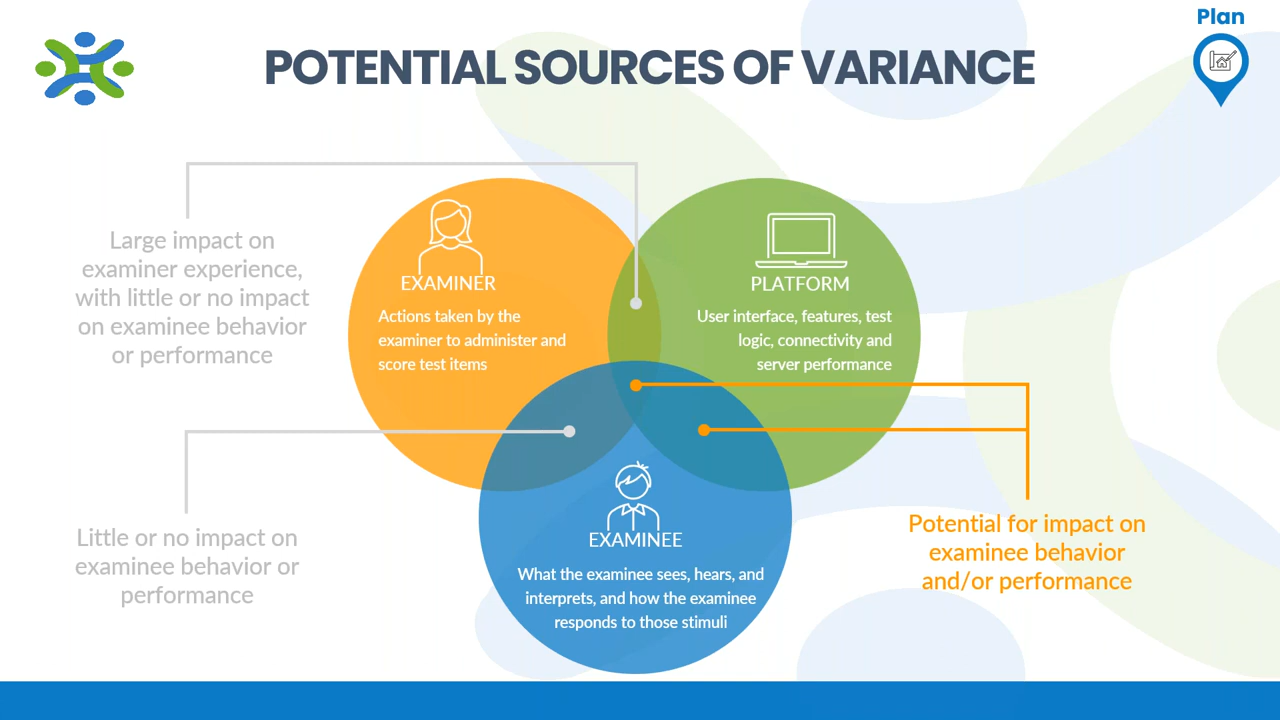 Plan
POTENTIAL SOURCES OF VARIANCE
Large impact on
examiner experience,
with little or no impact
on examinee behavior
or performance
EXAMINER
Actions taken by the
examiner to administer and
score test items
PLATFORM
User interface, features, test
logic, connectivity and
server performance
Little or no impact on
examinee behavior or
performance
EXAMINEE
What the examinee sees, hears, and
interprets, and how the examinee
responds to those stimuli
Potential for impact on
examinee behavior
and/or performance